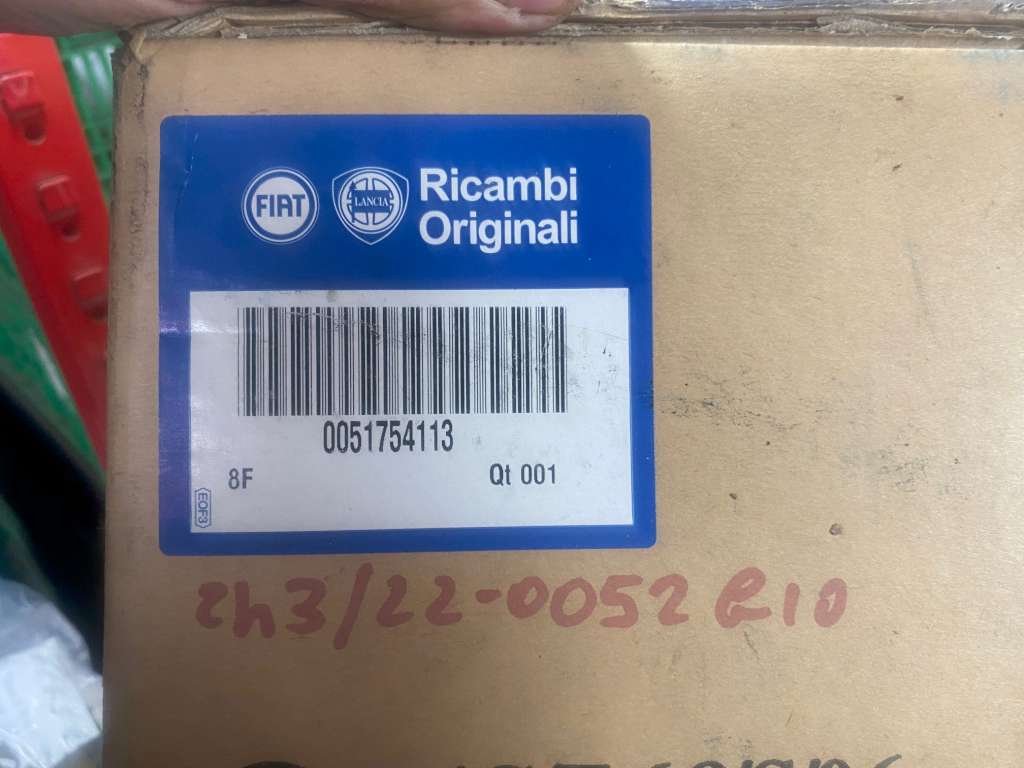 FIAT
LANCIA
Ricambi
Originali
0051754113
8F
Qt 001
EOF3
2h3/22-0052 R10